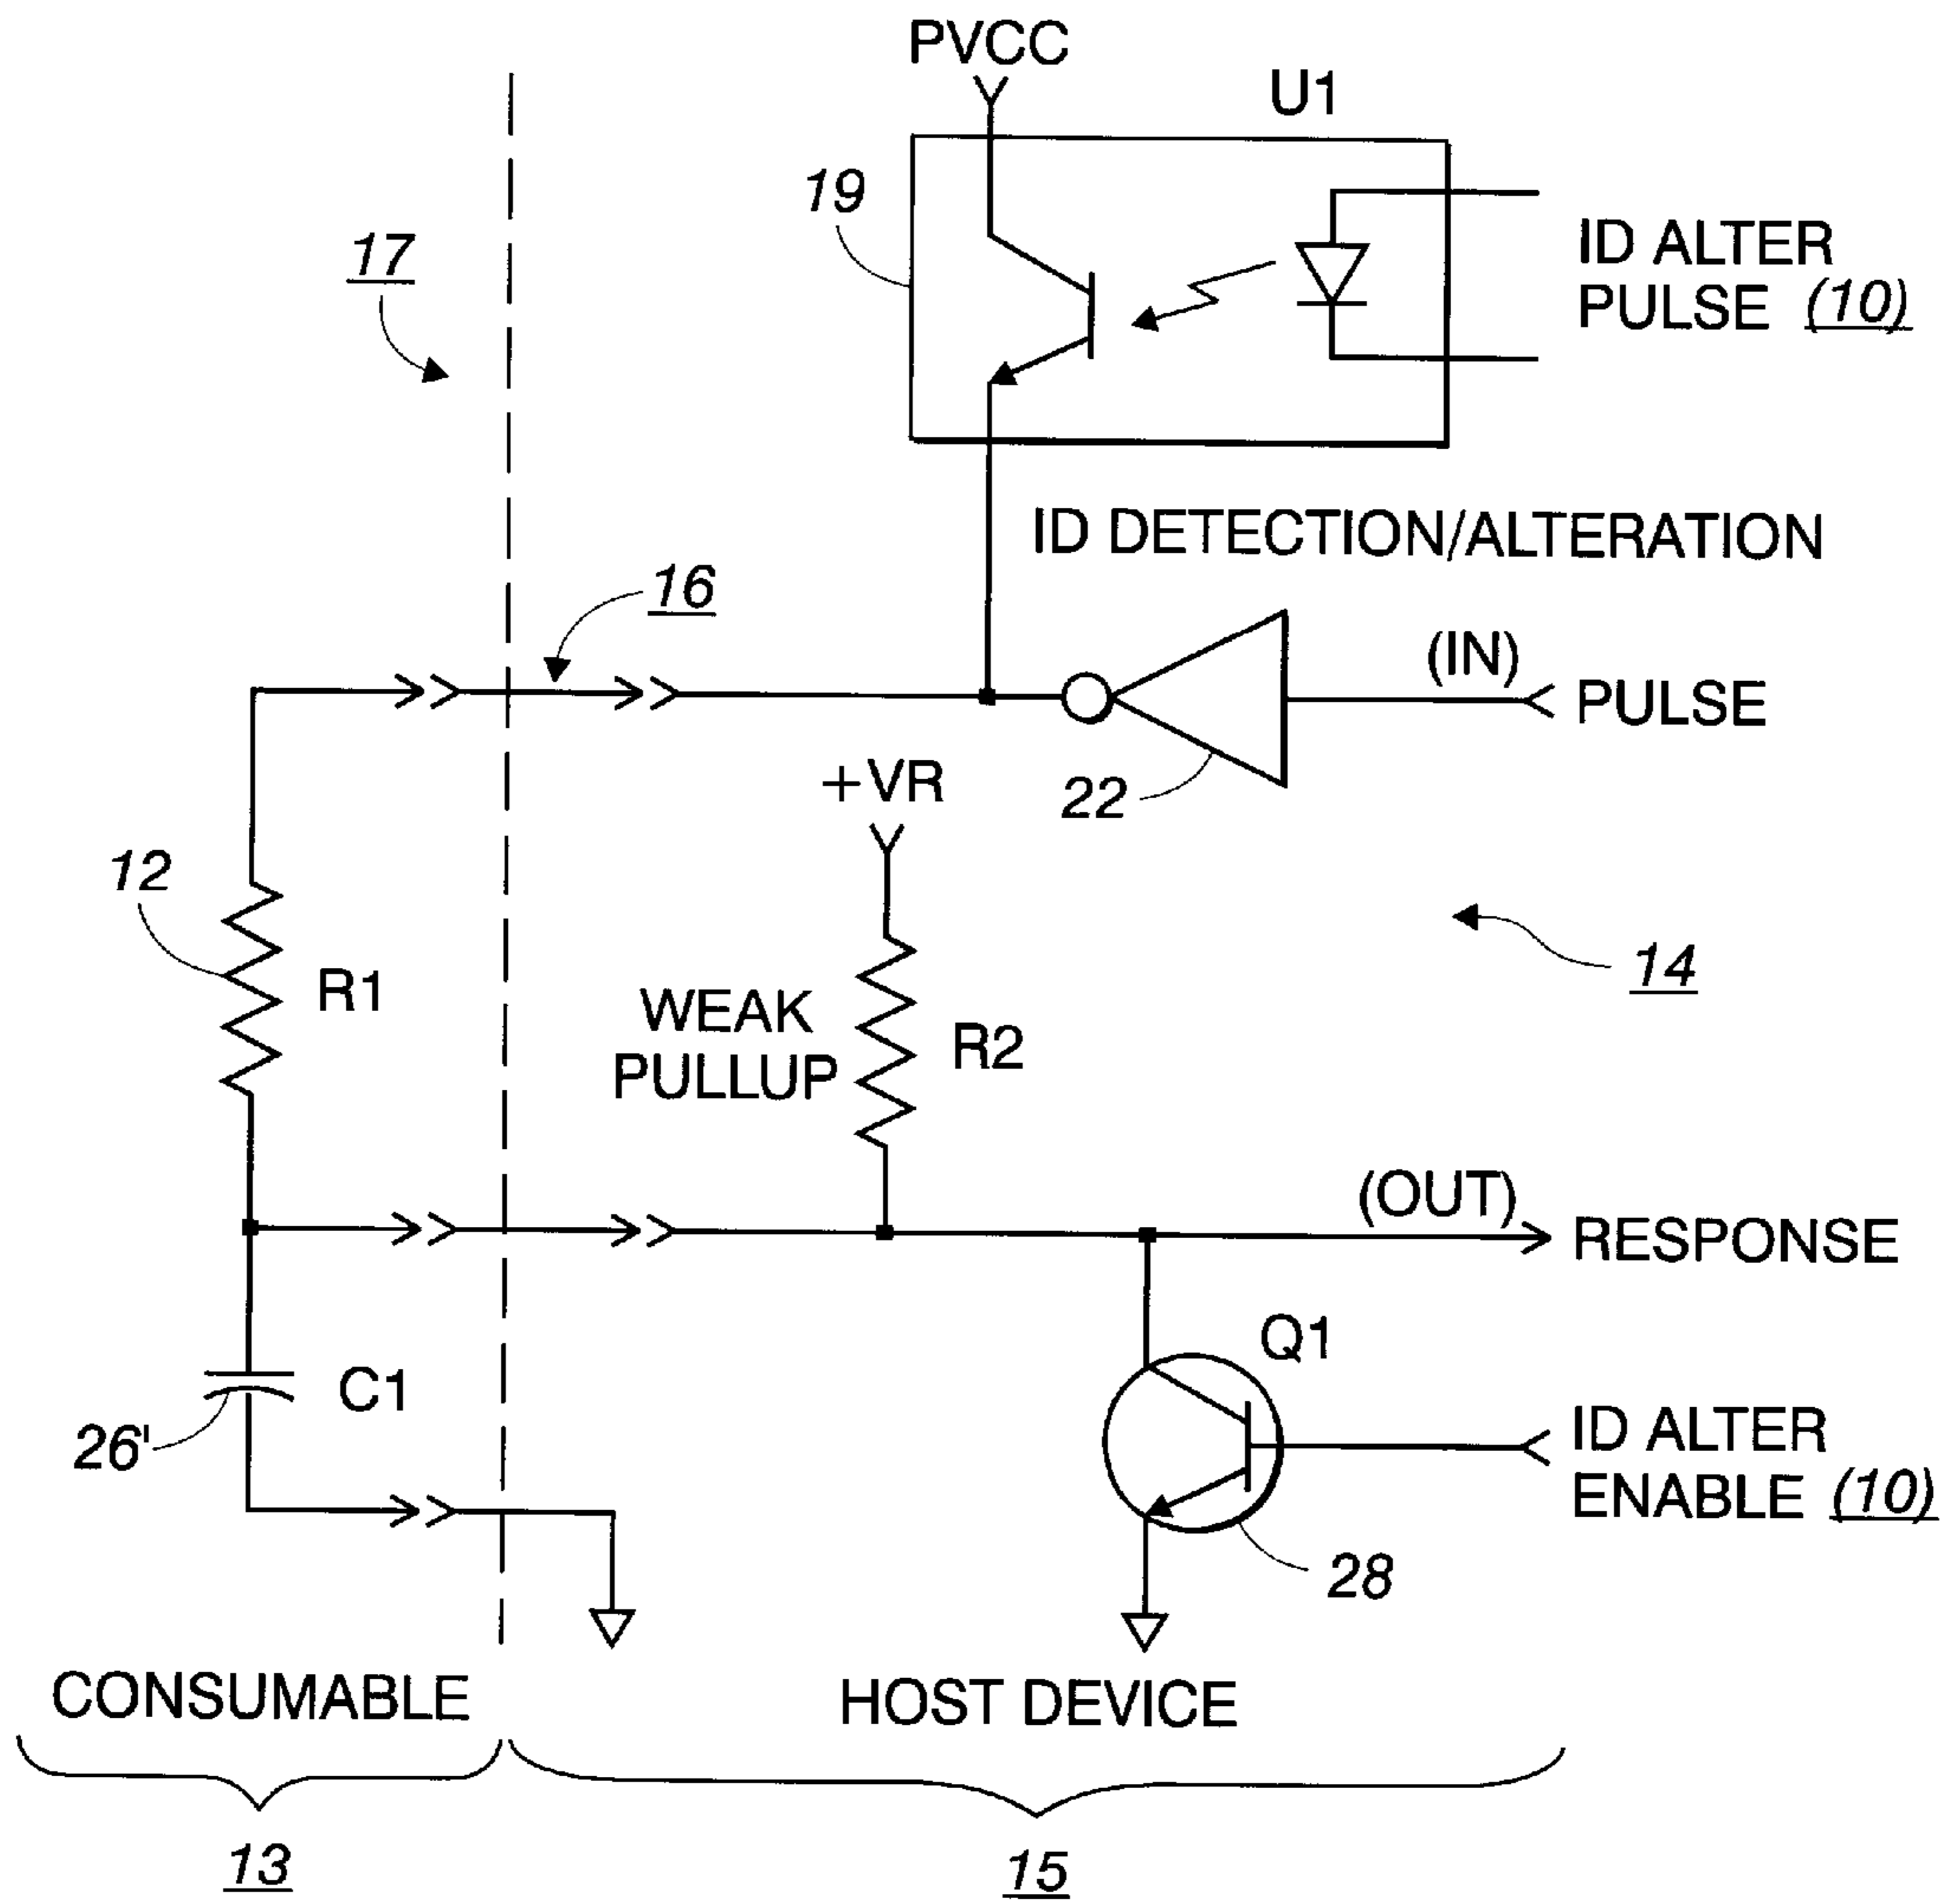 PVCC
U1
19
17
ID ALTER
PULSE (10)
ID DETECTION/ALTERATION
16
(IN)
PULSE
+VR
22
12
14
R1
WEAK
PULLUP
R2
(OUT)
RESPONSE
Q1
C1
26'
ID ALTER
ENABLE (10)
28
CONSUMABLE
HOST DEVICE
13
15